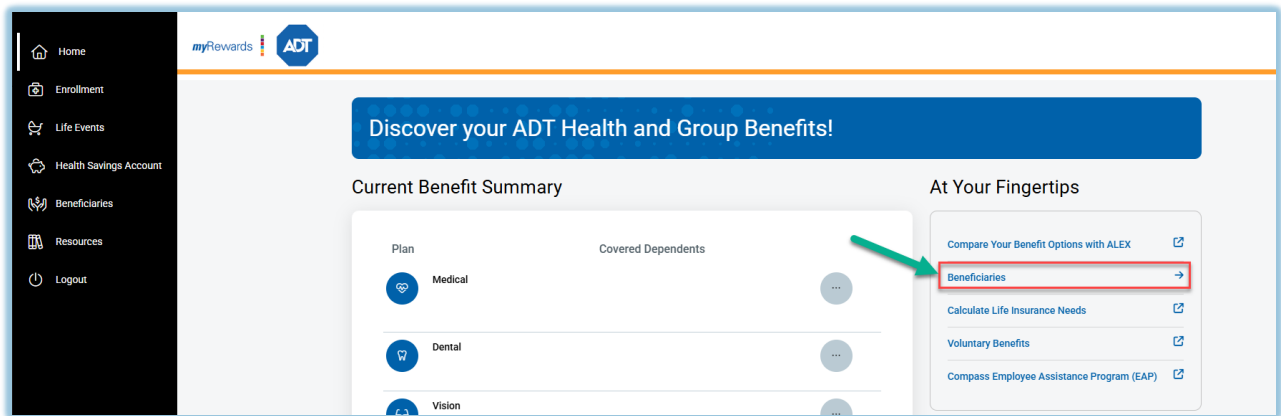 Home
Enrollment
Life Events
Health Savings Account
Beneficiaries
Resources
Logout
myRewards
ADT
Discover your ADT Health and Group Benefits!
Current Benefit Summary
Plan Covered Dependents
Medical
...
Dental
...
Vision
...
At Your Fingertips
Compare Your Benefit Options with ALEX
Beneficiaries
Calculate Life Insurance Needs
Voluntary Benefits
Compass Employee Assistance Program (EAP)